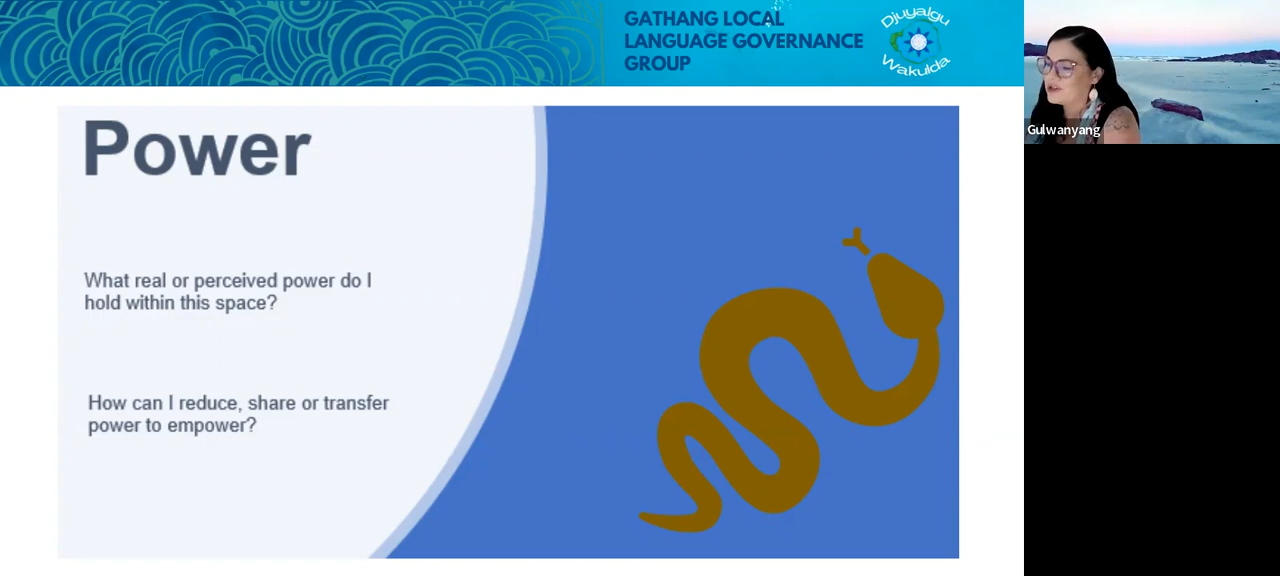 GATHANG LOCAL
LANGUAGE GOVERNANCE
GROUP
Djuyalgu
Wakulda
Gulwanyang
Power
What real or perceived power do I
hold within this space?
How can I reduce, share or transfer
power to empower?